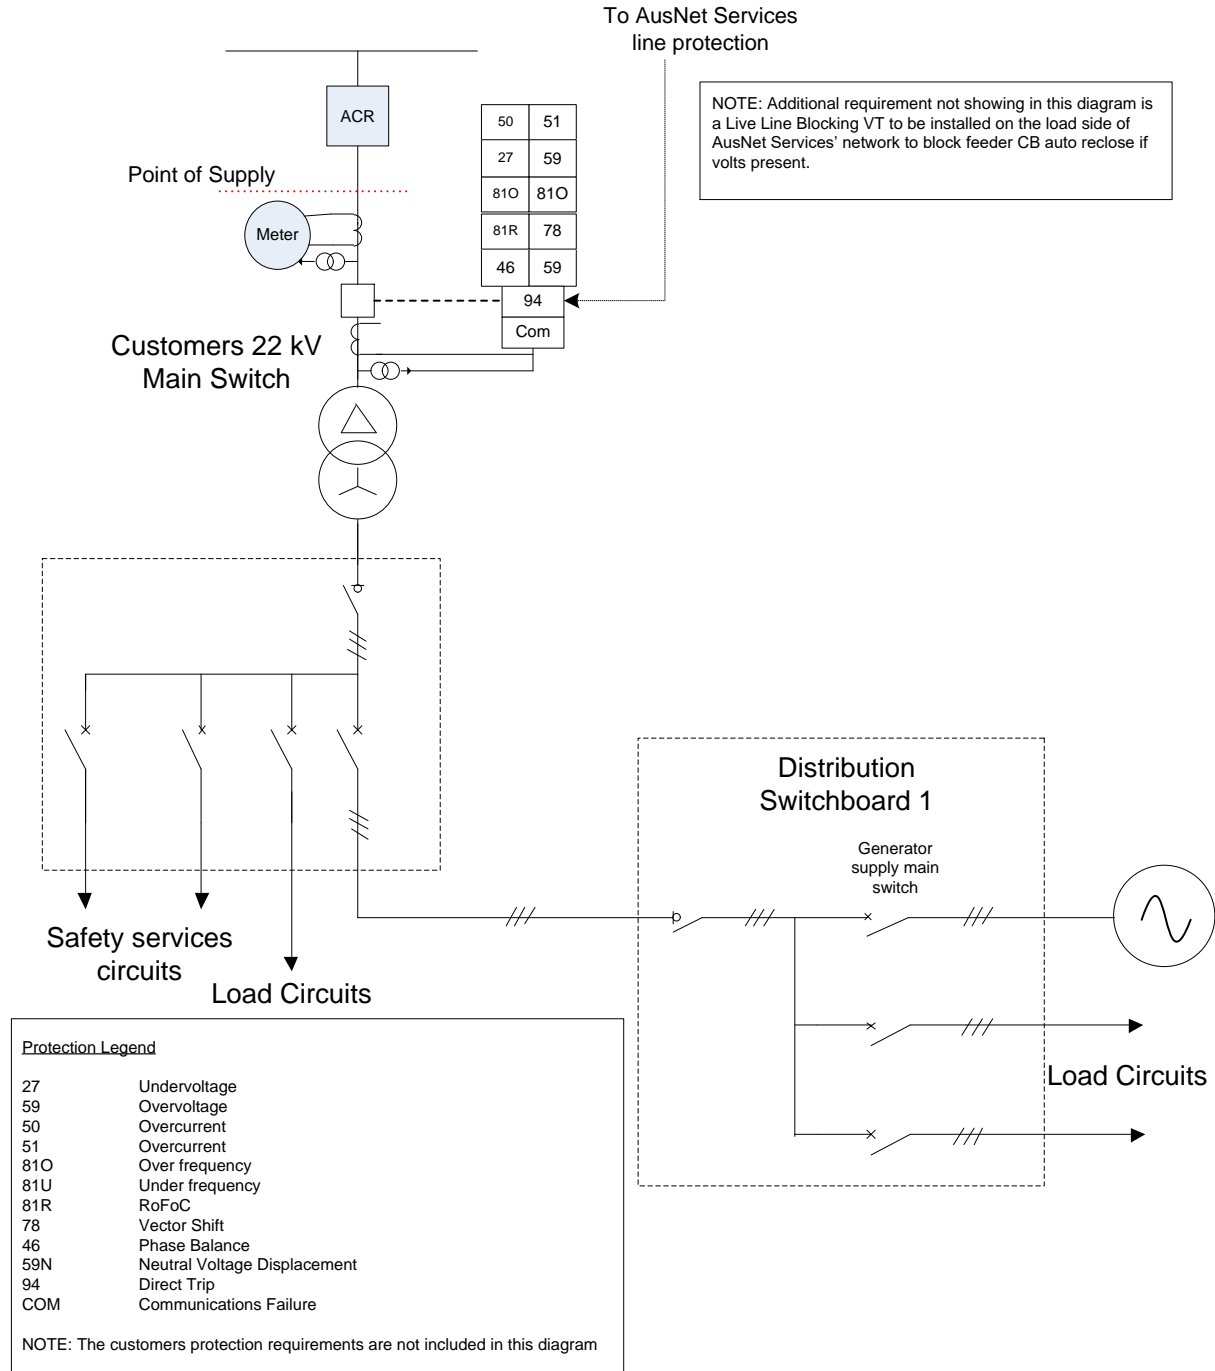 To AusNet Services
line protection
ACR
NOTE: Additional requirement not showing in this diagram is
a Live Line Blocking VT to be installed on the load side of
AusNet Services' network to block feeder CB auto reclose if
volts present.
50 51
27 59
81O 81O
81R 78
46 59
94
Com
Point of Supply
Meter
Customers 22 kV
Main Switch
Distribution
Switchboard 1
Generator
supply main
switch
Safety services
circuits
Load Circuits
Load Circuits
Protection Legend
27 Undervoltage
59 Overvoltage
50 Overcurrent
51 Overcurrent
81O Over frequency
81U Under frequency
81R RoFoC
78 Vector Shift
46 Phase Balance
59N Neutral Voltage Displacement
94 Direct Trip
COM Communications Failure
NOTE: The customers protection requirements are not included in this diagram